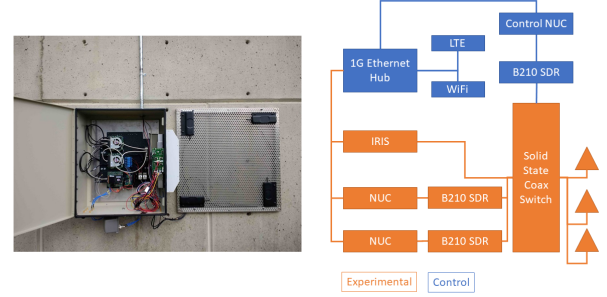 Control NUC
LTE
1G Ethernet
Hub
B210 SDR
WiFi
IRIS
Solid
State
Coax
Switch
NUC
B210 SDR
NUC
B210 SDR
Experimental
Control